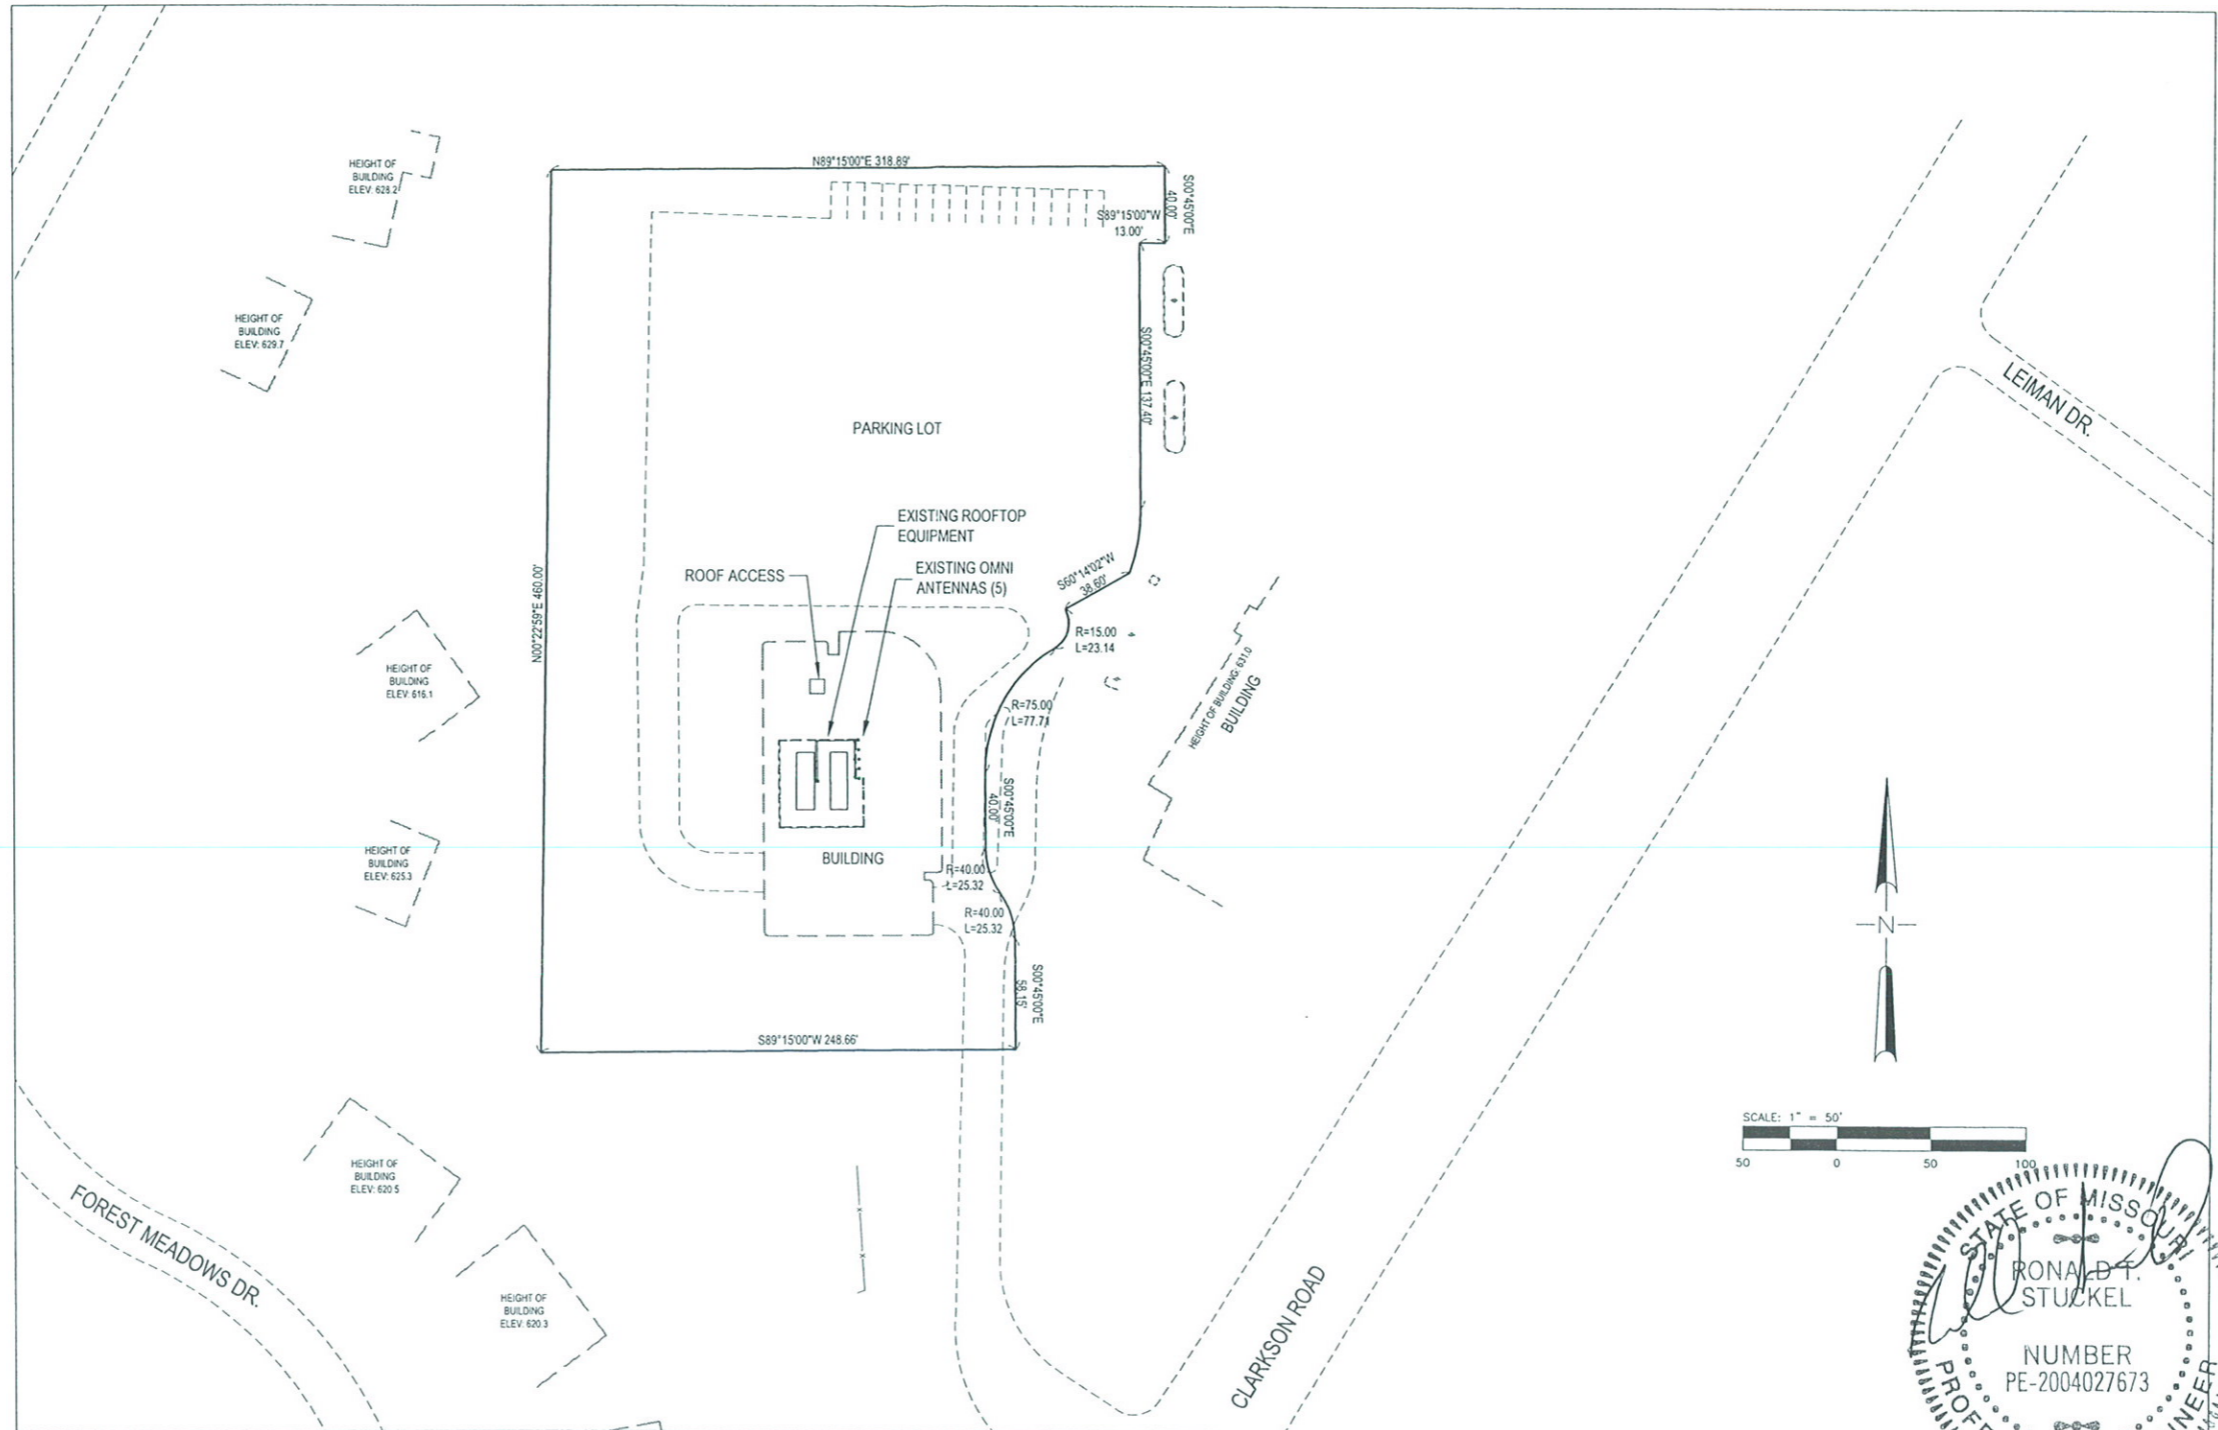 N89°15'00"E 318.89'
HEIGHT OF
BUILDING
ELEV: 628.2
S00°45'00"E
40.00'
S89°15'00"W
13.00'
HEIGHT OF
BUILDING
ELEV: 629.7
S00°45'00"E 137.40'
LEIMAN DR.
PARKING LOT
EXISTING ROOFTOP
EQUIPMENT
ROOF ACCESS
EXISTING OMNI
ANTENNAS (5)
S60°14'02"W
38.60'
N00°22'59"E 460.00'
R=15.00
L=23.14
HEIGHT OF
BUILDING
ELEV: 616.1
HEIGHT OF BUILDING: 631.0
BUILDING
R=75.00
L=77.71
S00°45'00"E
40.00'
HEIGHT OF
BUILDING
ELEV: 625.3
BUILDING
R=40.00
L=25.32
R=40.00
L=25.32
N
S00°45'00"E
58.15'
S89°15'00"W 248.66'
SCALE: 1" = 50'
50 0 50 100
HEIGHT OF
BUILDING
ELEV: 620.5
FOREST MEADOWS DR.
HEIGHT OF
BUILDING
ELEV: 620.3
CLARKSON ROAD
STATE OF MISSOURI
RONALD T.
STUCKEL
NUMBER
PE-2004027673